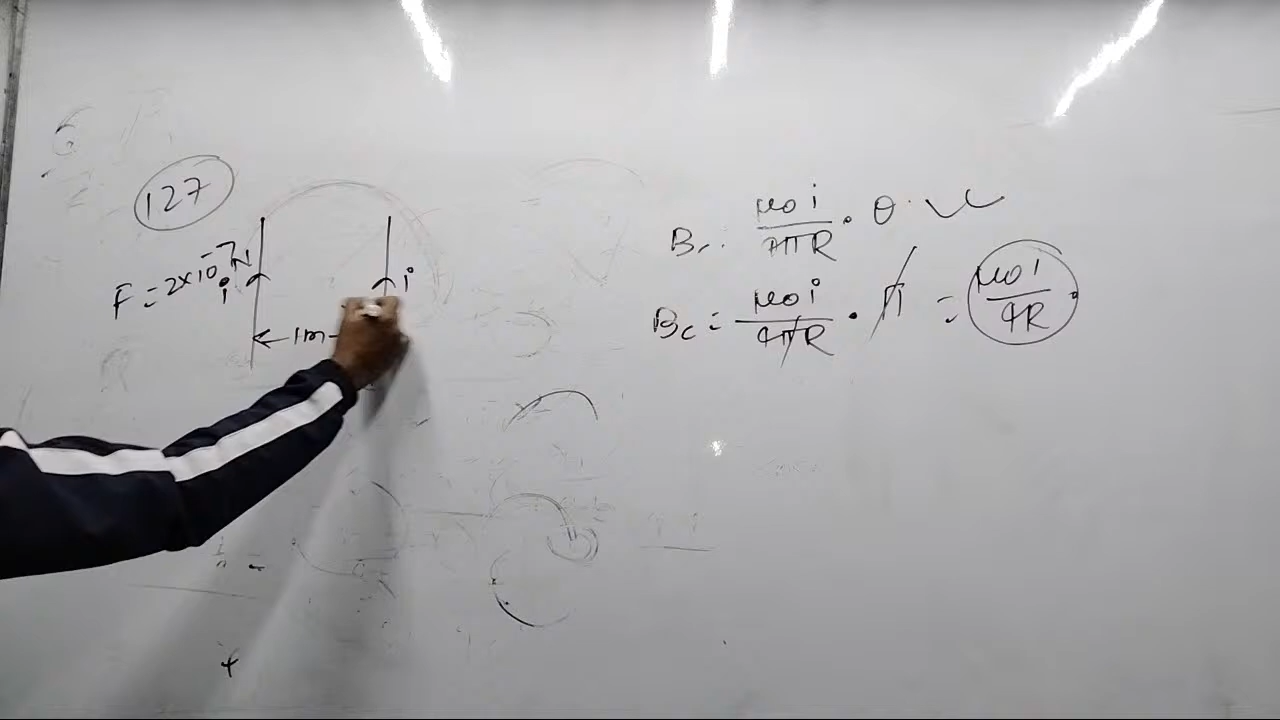 127
F = 2×10⁻⁷N
i
i
←1m-
B . μ₀i/4πR . θ.
Bc = μ₀i/4πR . π = μ₀i/4R.